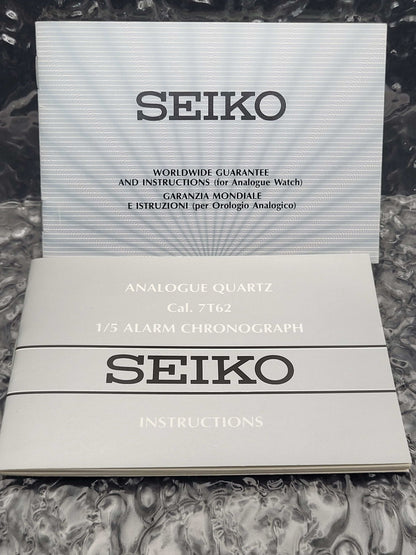 SEIKO
WORLDWIDE GUARANTEE
AND INSTRUCTIONS (for Analogue Watch)
GARANZIA MONDIALE
E ISTRUZIONI (per Orologio Analogico)
ANALOGUE QUARTZ
Cal. 7T62
1/5 ALARM CHRONOGRAPH
SEIKO
INSTRUCTIONS